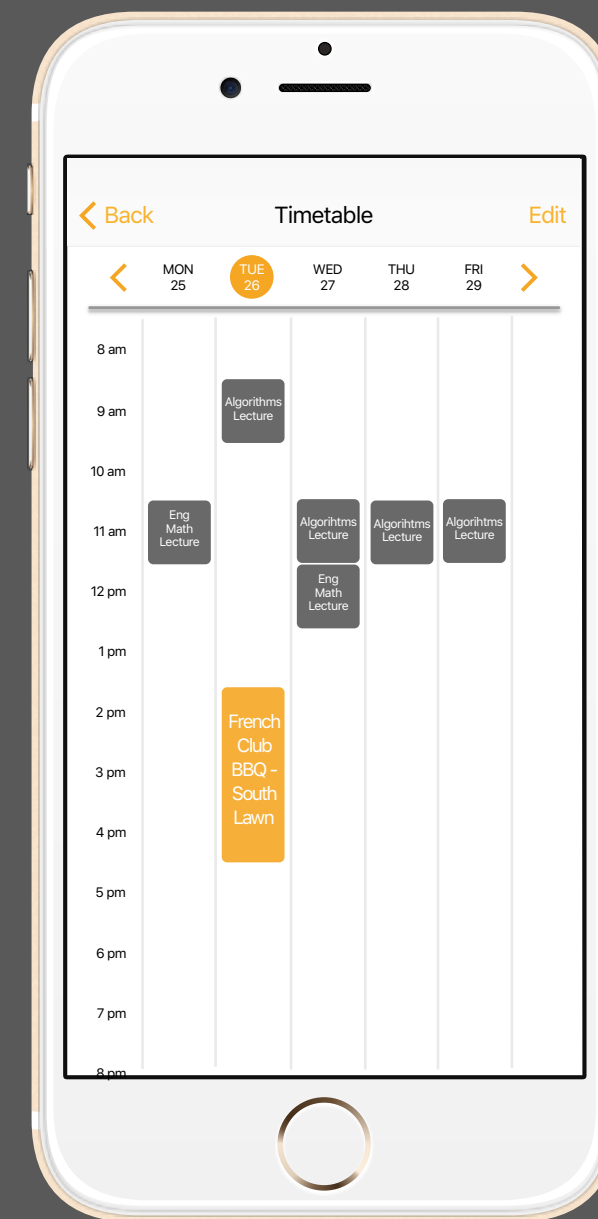 Back Timetable Edit
MON TUE WED THU FRI
25 26 27 28 29
8 am
9 am
Algorithms
Lecture
10 am
11 am
Eng
Math
Lecture
Algorihtms
Lecture
Algorihtms
Lecture
Algorihtms
Lecture
12 pm
Eng
Math
Lecture
1 pm
2 pm
French
Club
BBQ -
South
Lawn
3 pm
4 pm
5 pm
6 pm
7 pm
8 pm